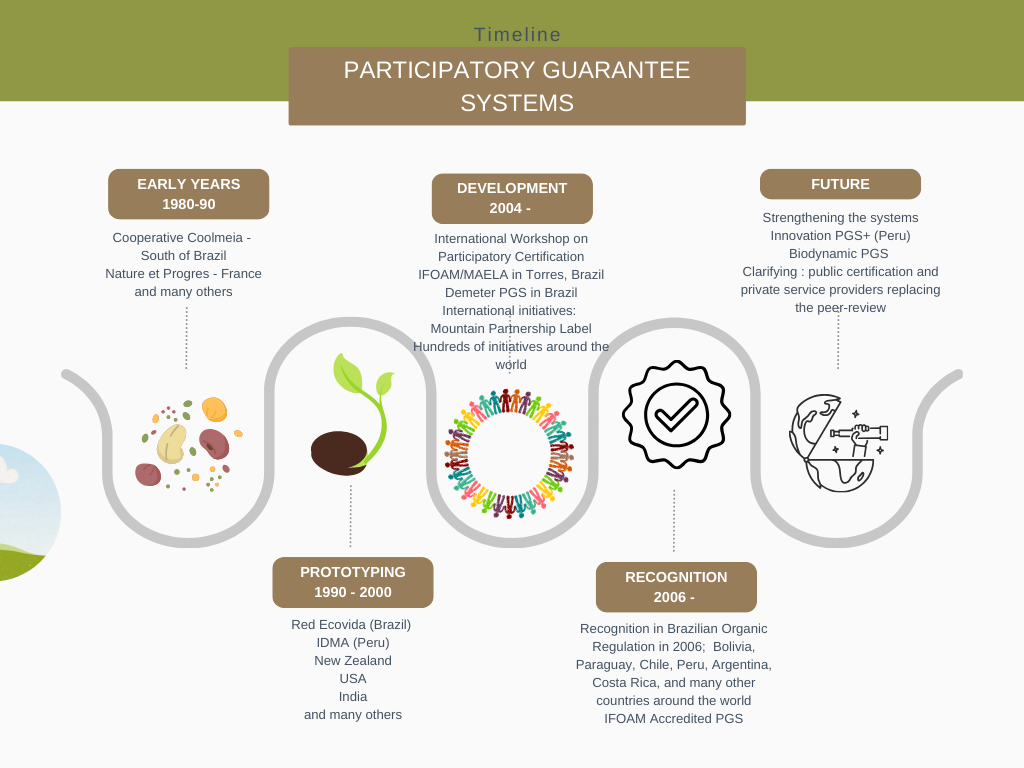 Timeline
PARTICIPATORY GUARANTEE
SYSTEMS
EARLY YEARS
1980-90
Cooperative Coolmeia -
South of Brazil
Nature et Progres - France
and many others
DEVELOPMENT
2004 -
International Workshop on
Participatory Certification
IFOAM/MAELA in Torres, Brazil
Demeter PGS in Brazil
International initiatives:
Mountain Partnership Label
Hundreds of initiatives around the
world
FUTURE
Strengthening the systems
Innovation PGS+ (Peru)
Biodynamic PGS
Clarifying : public certification and
private service providers replacing
the peer-review
PROTOTYPING
1990 - 2000
Red Ecovida (Brazil)
IDMA (Peru)
New Zealand
USA
India
and many others
RECOGNITION
2006 -
Recognition in Brazilian Organic
Regulation in 2006;  Bolivia,
Paraguay, Chile, Peru, Argentina,
Costa Rica, and many other
countries around the world
IFOAM Accredited PGS